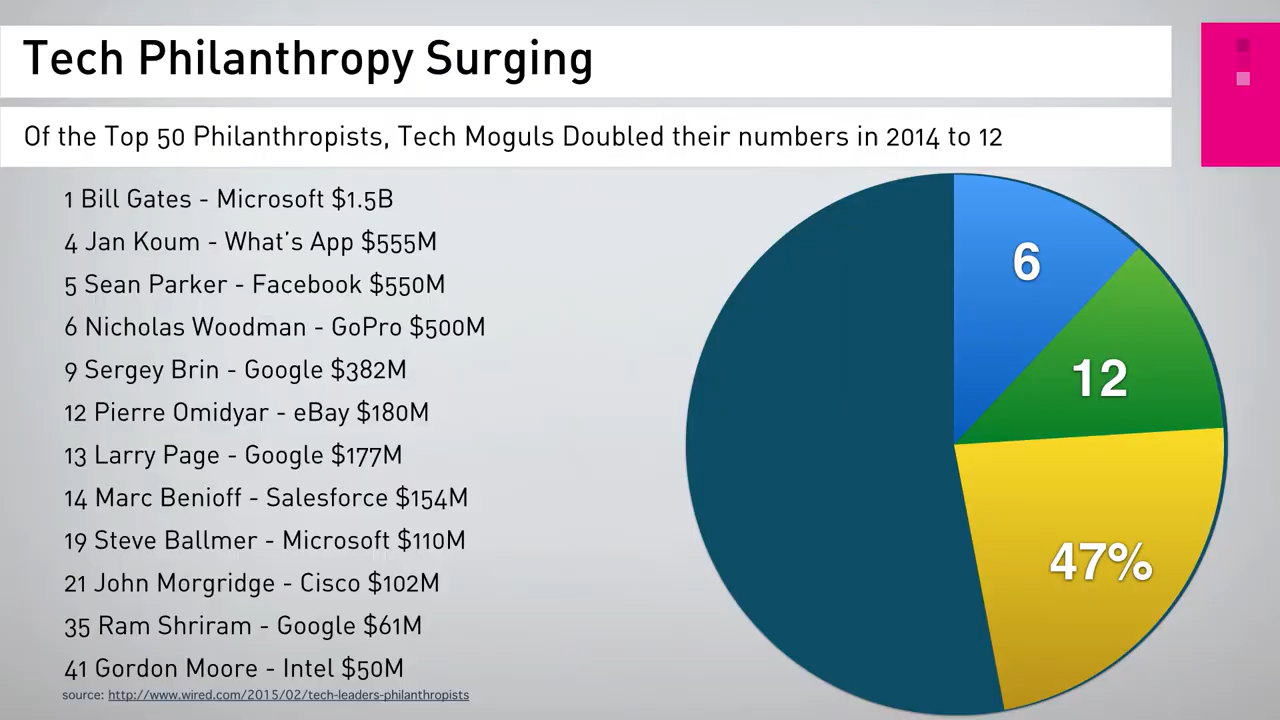 Tech Philanthropy Surging
Of the Top 50 Philanthropists, Tech Moguls Doubled their numbers in 2014 to 12
1 Bill Gates - Microsoft $1.5B
4 Jan Koum - What’s App $555M
5 Sean Parker - Facebook $550M
6 Nicholas Woodman - GoPro $500M
9 Sergey Brin - Google $382M
12 Pierre Omidyar - eBay $180M
13 Larry Page - Google $177M
14 Marc Benioff - Salesforce $154M
19 Steve Ballmer - Microsoft $110M
21 John Morgridge - Cisco $102M
35 Ram Shriram - Google $61M
41 Gordon Moore - Intel $50M
source: http://www.wired.com/2015/02/tech-leaders-philanthropists
6
12
47%